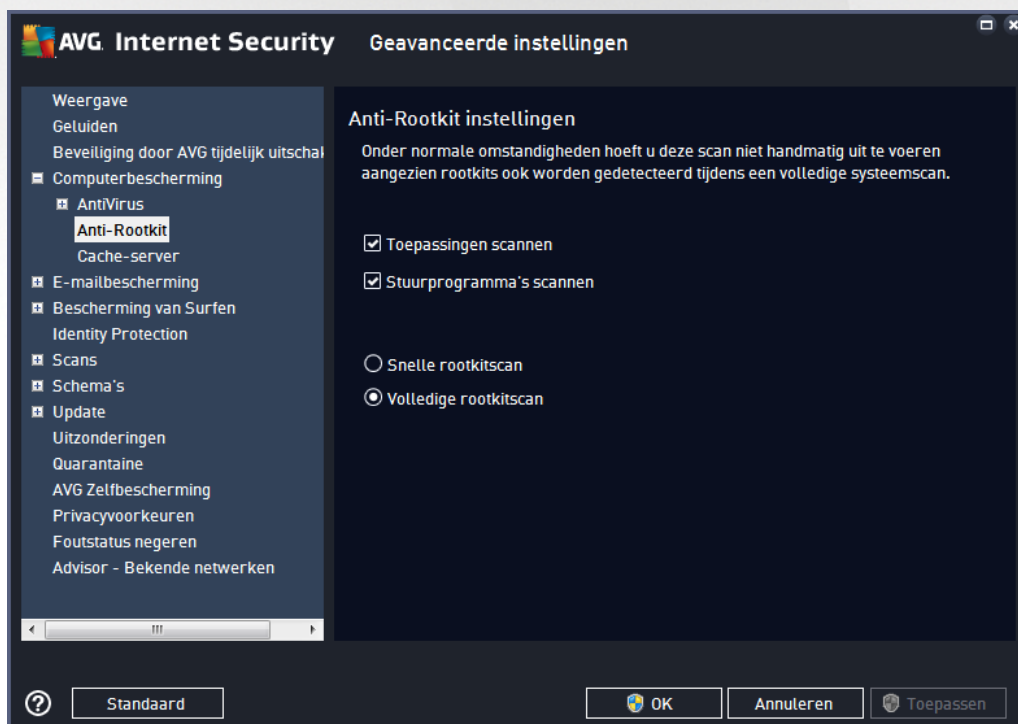 AVG. Internet Security
Geavanceerde instellingen
Weergave
Geluiden
Beveiliging door AVG tijdelijk uitschal
Computerbescherming
AntiVirus
Anti-Rootkit
Cache-server
E-mailbescherming
Bescherming van Surfen
Identity Protection
Scans
Schema's
Update
Uitzonderingen
Quarantaine
AVG Zelfbescherming
Privacyvoorkeuren
Foutstatus negeren
Advisor - Bekende netwerken
Anti-Rootkit instellingen
Onder normale omstandigheden hoeft u deze scan niet handmatig uit te voeren
aangezien rootkits ook worden gedetecteerd tijdens een volledige systeemscan.
Toepassingen scannen
Stuurprogramma's scannen
Snelle rootkitscan
Volledige rootkitscan
Standaard
OK
Annuleren
Toepassen